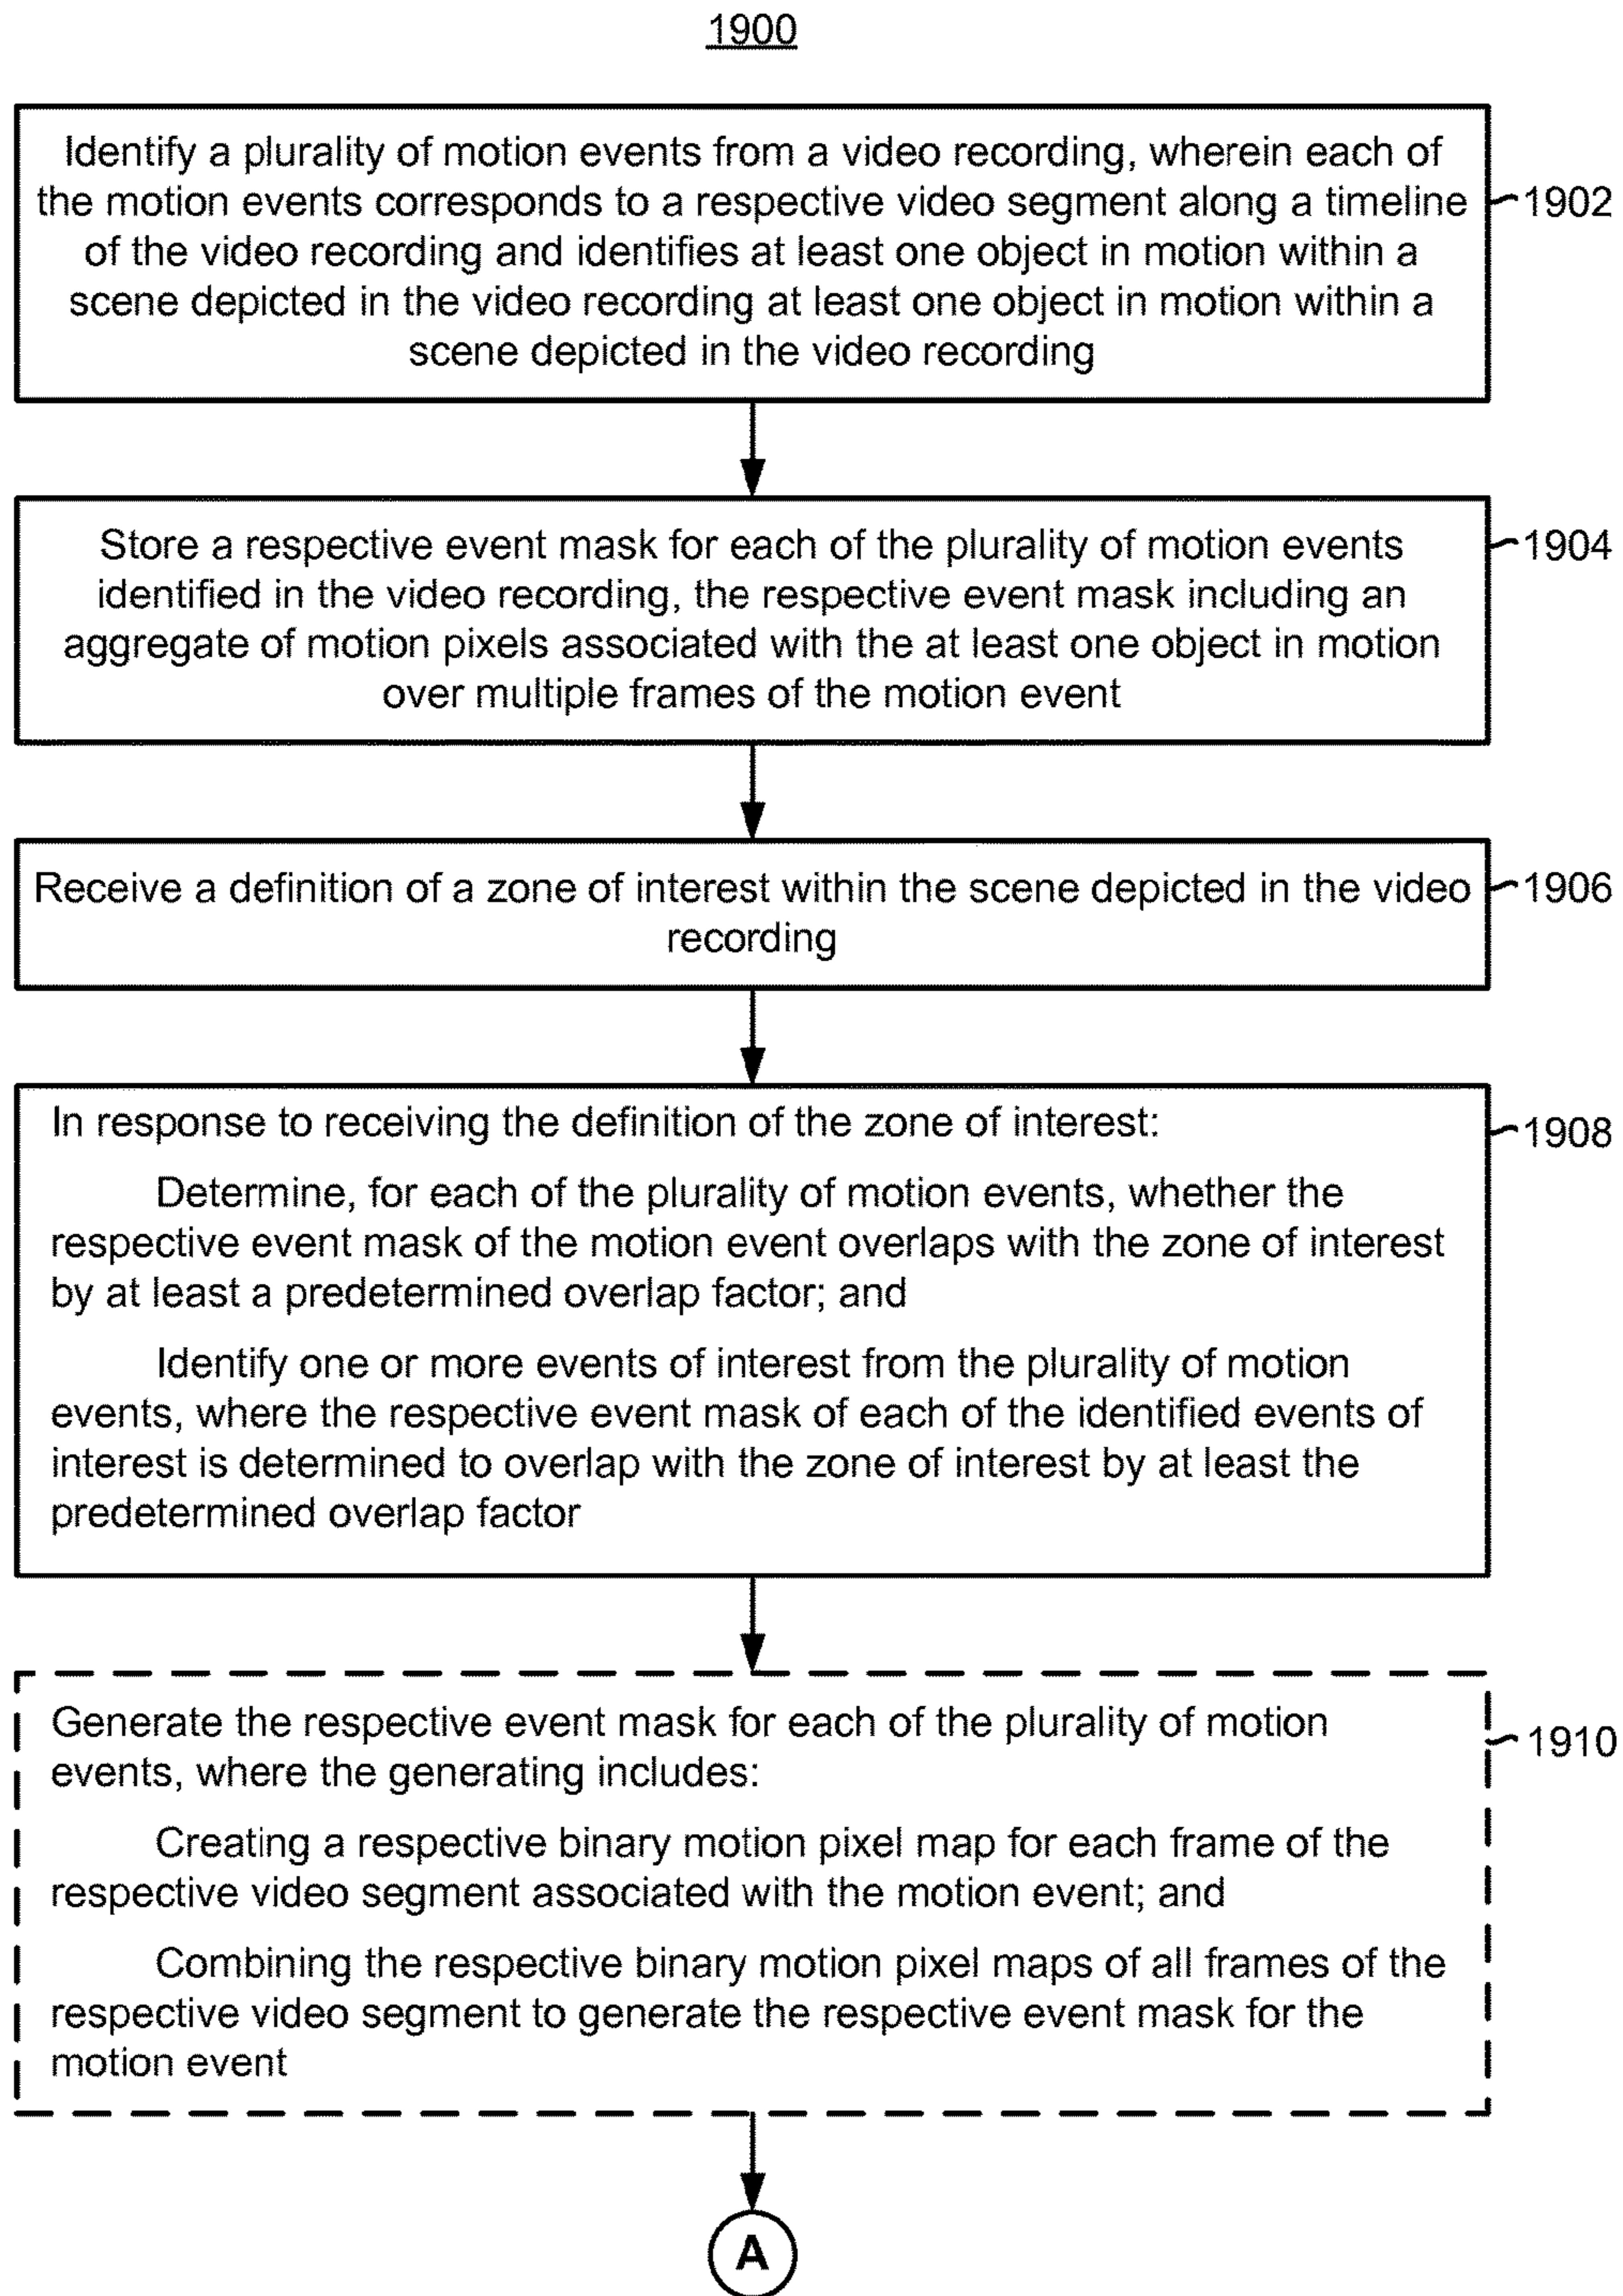 1900
Identify a plurality of motion events from a video recording, wherein each of
the motion events corresponds to a respective video segment along a timeline
of the video recording and identifies at least one object in motion within a
scene depicted in the video recording at least one object in motion within a
scene depicted in the video recording
1902
Store a respective event mask for each of the plurality of motion events
identified in the video recording, the respective event mask including an
aggregate of motion pixels associated with the at least one object in motion
over multiple frames of the motion event
1904
Receive a definition of a zone of interest within the scene depicted in the video
recording
1906
In response to receiving the definition of the zone of interest:
Determine, for each of the plurality of motion events, whether the
respective event mask of the motion event overlaps with the zone of interest
by at least a predetermined overlap factor; and
Identify one or more events of interest from the plurality of motion
events, where the respective event mask of each of the identified events of
interest is determined to overlap with the zone of interest by at least the
predetermined overlap factor
1908
Generate the respective event mask for each of the plurality of motion
events, where the generating includes:
Creating a respective binary motion pixel map for each frame of the
respective video segment associated with the motion event; and
Combining the respective binary motion pixel maps of all frames of the
respective video segment to generate the respective event mask for the
motion event
1910
A